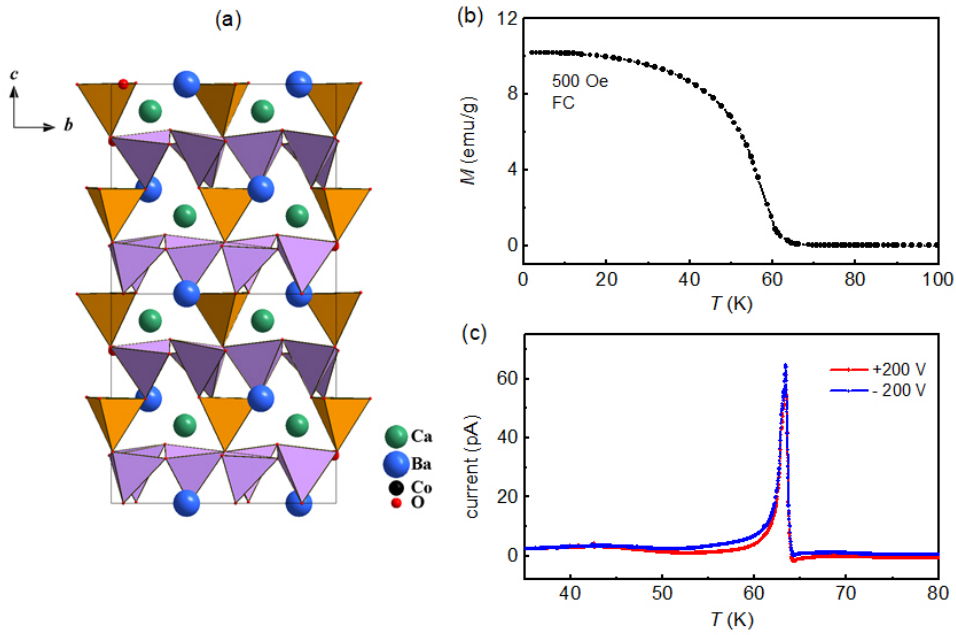 (a)
c
b
Ca
Ba
Co
O
(b)
12
8
4
0
M (emu/g)
500 Oe
FC
0 20 40 60 80 100
T (K)
(c)
60
40
20
0
current (pA)
+200 V
- 200 V
40 50 60 70 80
T (K)